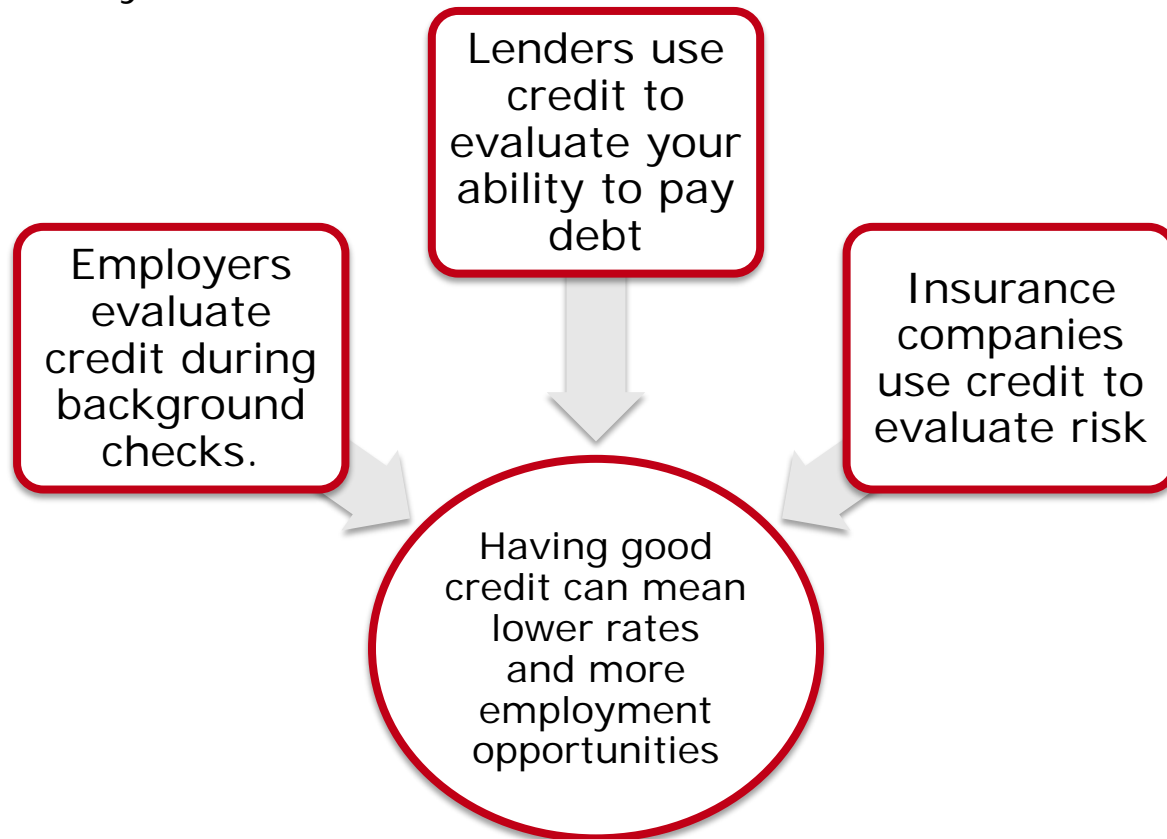 Lenders use
credit to
evaluate your
ability to pay
debt
Employers
evaluate
credit during
background
checks.
Insurance
companies
use credit to
evaluate risk
Having good
credit can mean
lower rates
and more
employment
opportunities